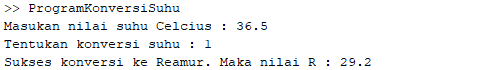 >> ProgramKonversiSuhu
Masukan nilai suhu Celcius : 36.5
Tentukan konversi suhu : 1
Sukses konversi ke Reamur. Maka nilai R : 29.2